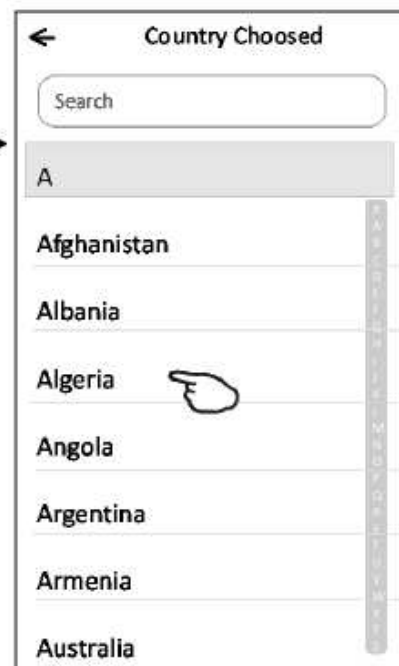 Country Choosed
Search
A
Afghanistan
Albania
Algeria
Angola
Argentina
Armenia
Australia